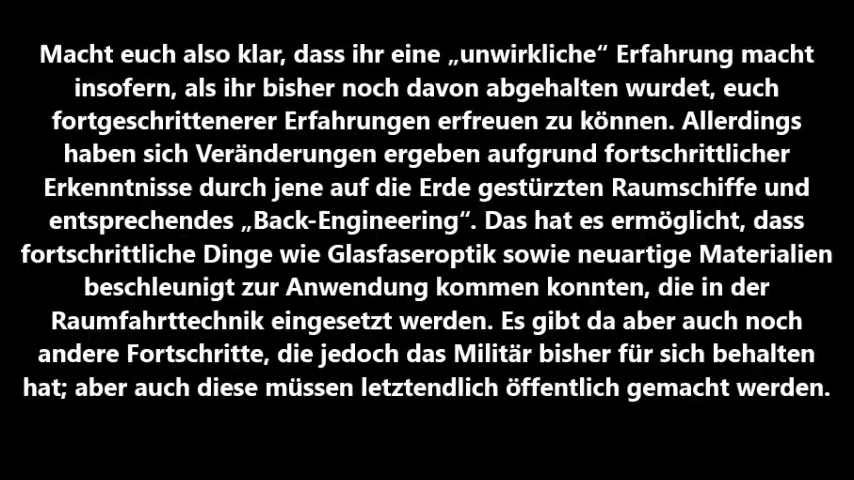 Macht euch also klar, dass ihr eine „unwirkliche“ Erfahrung macht
insofern, als ihr bisher noch davon abgehalten wurdet, euch
fortgeschrittenerer Erfahrungen erfreuen zu können. Allerdings
haben sich Veränderungen ergeben aufgrund fortschrittlicher
Erkenntnisse durch jene auf die Erde gestürzten Raumschiffe und
entsprechendes „Back-Engineering“. Das hat es ermöglicht, dass
fortschrittliche Dinge wie Glasfaseroptik sowie neuartige Materialien
beschleunigt zur Anwendung kommen konnten, die in der
Raumfahrttechnik eingesetzt werden. Es gibt da aber auch noch
andere Fortschritte, die jedoch das Militär bisher für sich behalten
hat; aber auch diese müssen letztendlich öffentlich gemacht werden.